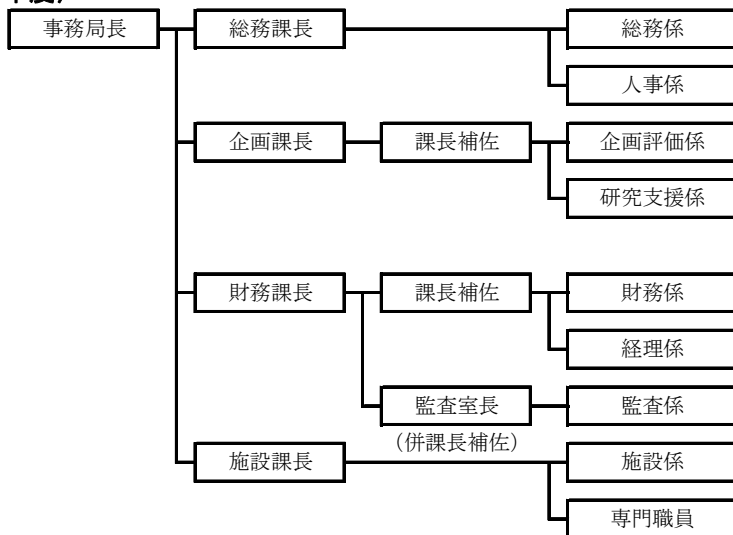 事務局長 総務課長 総務係
人事係
企画課長 課長補佐 企画評価係
研究支援係
財務課長 課長補佐 財務係
経理係
監査室長 監査係
(併課長補佐)
施設課長 施設係
専門職員